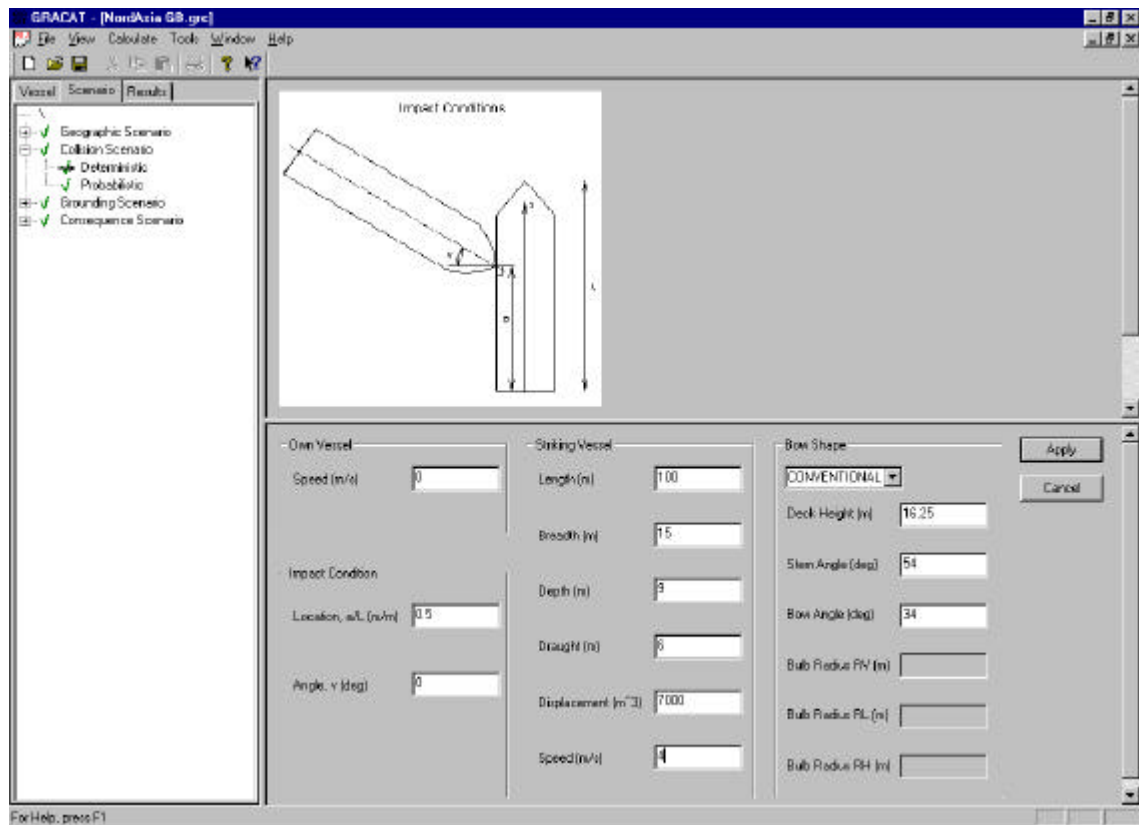 GRACAT - [NordAsia GB.grc]
File View Calculate Tools Window Help
Vessel Scenario Results
Geographic Scenario
Collision Scenario
Deterministic
Probabilistic
Grounding Scenario
Consequence Scenario
Impact Conditions
v
a
L
Own Vessel
Speed (m/s) 0
Impact Condition
Location, a/L (m/m) 0.5
Angle, v (deg) 0
Striking Vessel
Length (m) 100
Breadth (m) 15
Depth (m) 9
Draught (m) 6
Displacement (m^3) 7000
Speed (m/s) 4
Bow Shape
CONVENTIONAL
Deck Height (m) 16.25
Stem Angle (deg) 54
Bow Angle (deg) 34
Bulb Radius RV (m)
Bulb Radius RL (m)
Bulb Radius RH (m)
Apply
Cancel
For Help, press F1